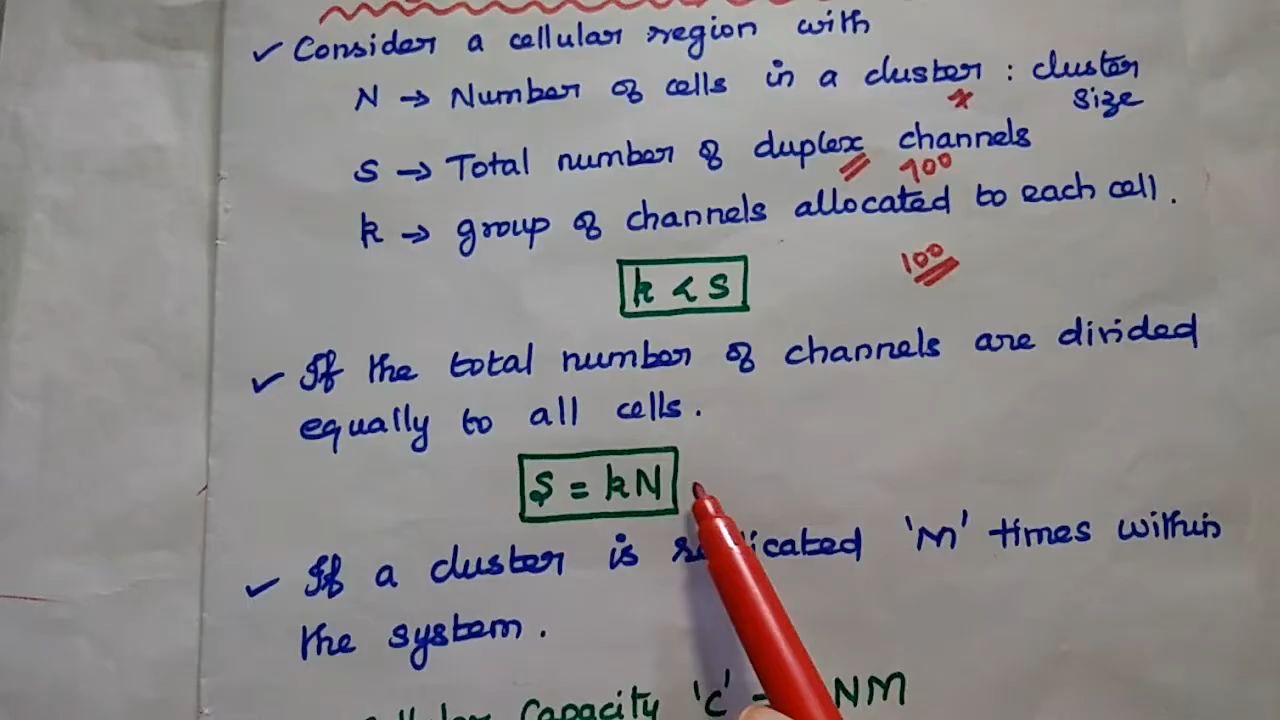 ✓ Consider a cellular region with
N → Number of cells in a cluster : cluster size
S → Total number of duplex channels
700
k → group of channels allocated to each cell.
100
k < S
✓ If the total number of channels are divided
equally to all cells.
S = kN
✓ If a cluster is 'M' times within
the system.
Capacity 'C' = NM